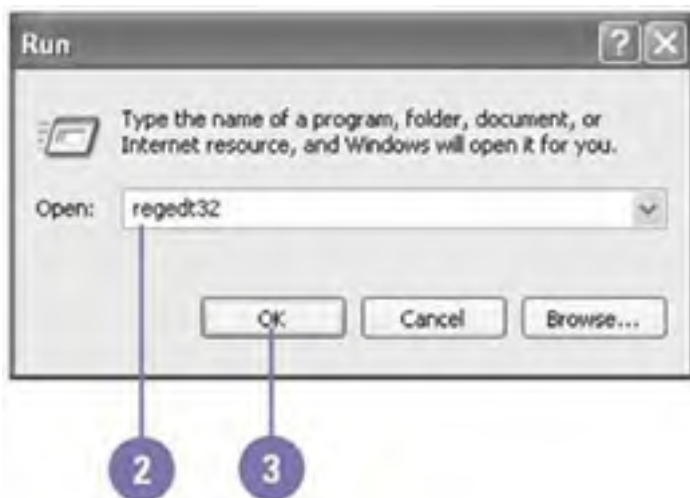 Run
Type the name of a program, folder, document, or
Internet resource, and Windows will open it for you.
Open: regedt32
OK Cancel Browse...
2 3